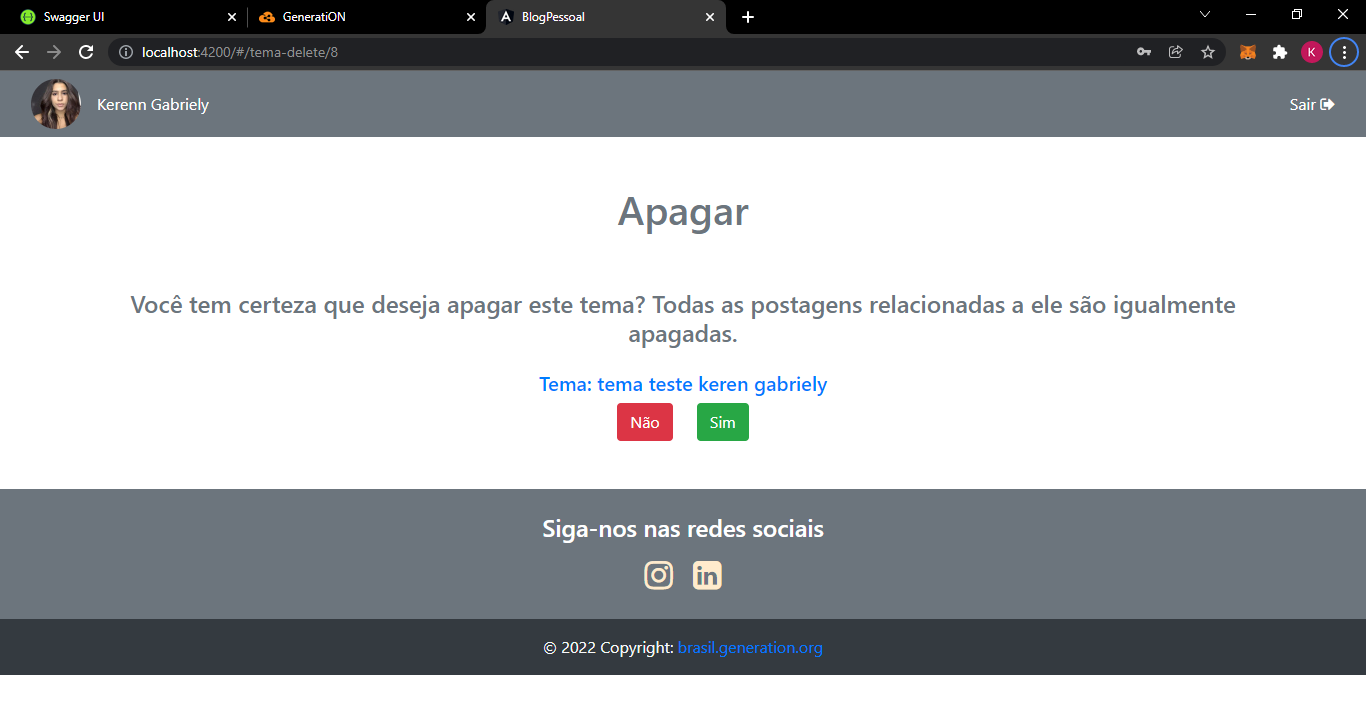 Swagger UI
GeneratiON
BlogPessoal
localhost:4200/#/tema-delete/8
K
Kerenn Gabriely
Sair
Apagar
Você tem certeza que deseja apagar este tema? Todas as postagens relacionadas a ele são igualmente
apagadas.
Tema: tema teste keren gabriely
Não
Sim
Siga-nos nas redes sociais
in
© 2022 Copyright: brasil.generation.org